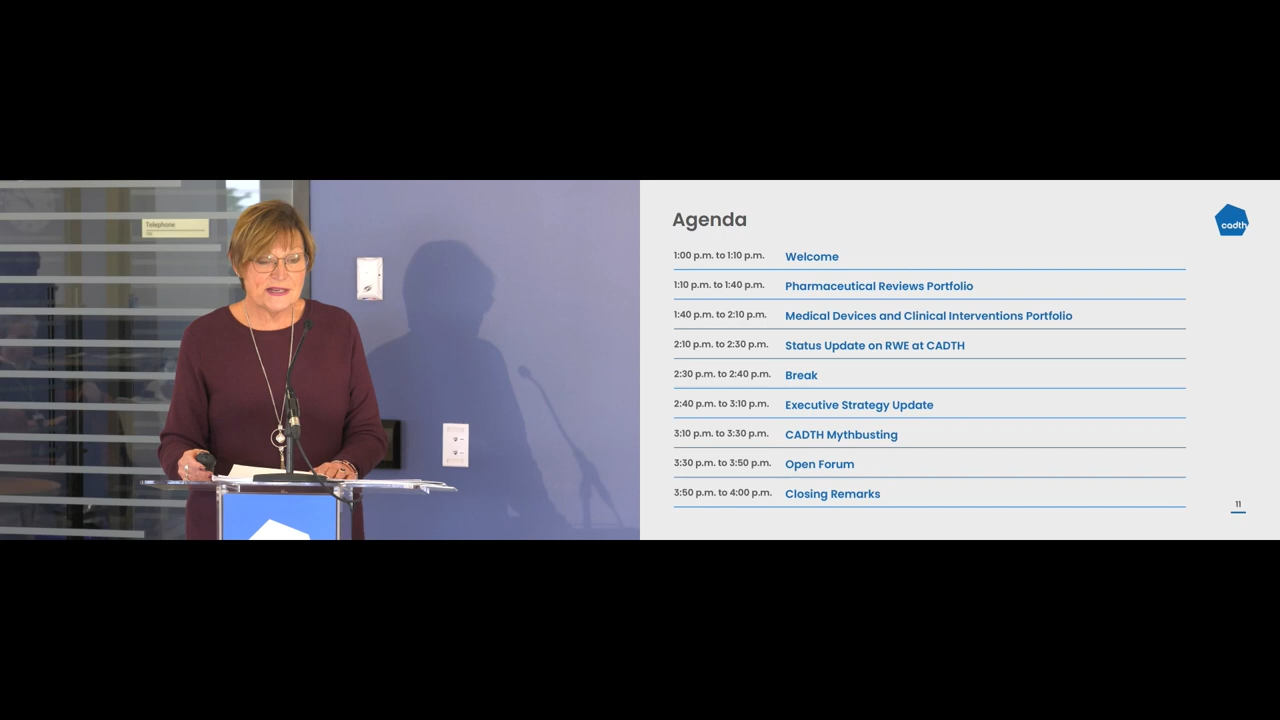 Telephone
Agenda
cadth
1:00 p.m. to 1:10 p.m. Welcome
1:10 p.m. to 1:40 p.m. Pharmaceutical Reviews Portfolio
1:40 p.m. to 2:10 p.m. Medical Devices and Clinical Interventions Portfolio
2:10 p.m. to 2:30 p.m. Status Update on RWE at CADTH
2:30 p.m. to 2:40 p.m. Break
2:40 p.m. to 3:10 p.m. Executive Strategy Update
3:10 p.m. to 3:30 p.m. CADTH Mythbusting
3:30 p.m. to 3:50 p.m. Open Forum
3:50 p.m. to 4:00 p.m. Closing Remarks
11